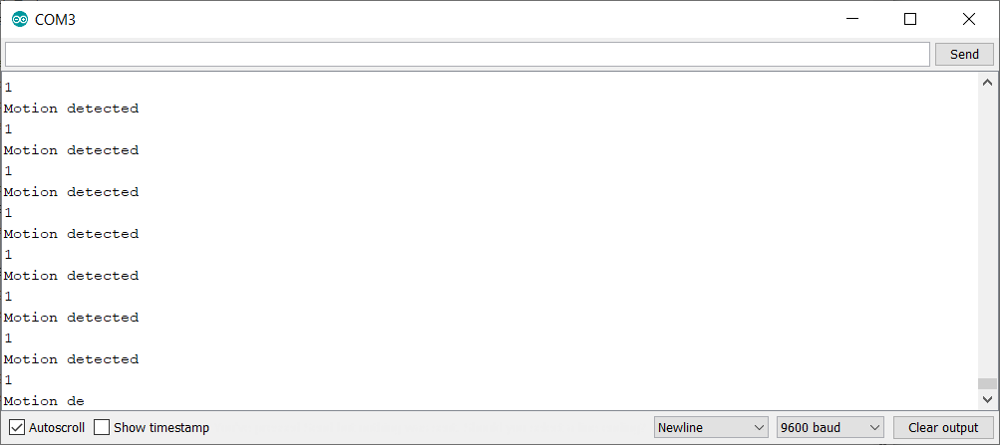 COM3
Send
1
Motion detected
1
Motion detected
1
Motion detected
1
Motion detected
1
Motion detected
1
Motion detected
1
Motion detected
1
Motion de
Autoscroll Show timestamp Newline 9600 baud Clear output